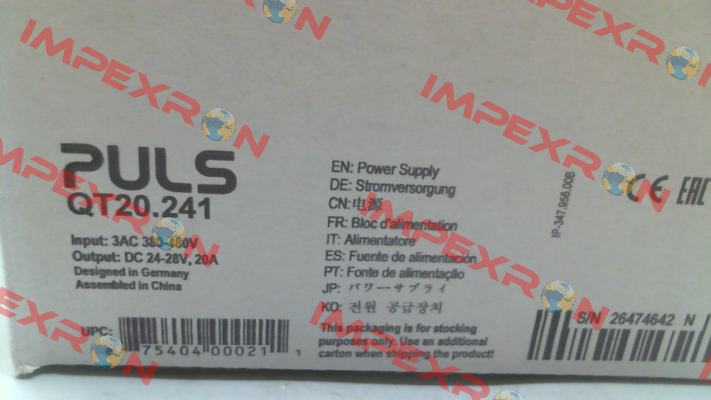 PULS
QT20.241
Input: 3AC 380-480V
Output: DC 24-28V, 20A
Designed in Germany
Assembled in China
UPC:
75404 00021 1
EN: Power Supply
DE: Stromversorgung
CN:电源
FR: Bloc d'alimentation
IT: Alimentatore
ES: Fuente de alimentación
PT: Fonte de alimentação
JP: パワーサプライ
KO: 전원 공급장치
This packaging is for stocking
purposes only. Use an additional
carton when shipping the product!
IP-347.956.00B
CE EAC
S/N 26474642 N
IMPEXRON
IMPEXRON
IMPEXRON
IMPEXRON
IMPEXRON